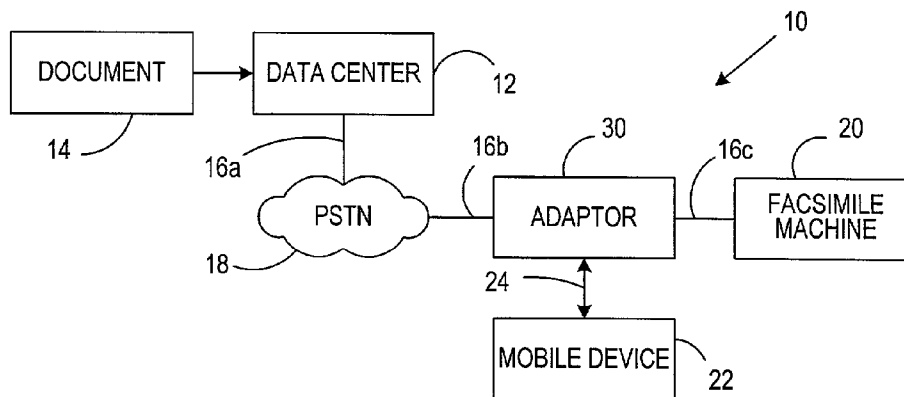 10
DOCUMENT
DATA CENTER
12
14
16a
30
20
16b
16c
PSTN
ADAPTOR
FACSIMILE
MACHINE
18
24
MOBILE DEVICE
22